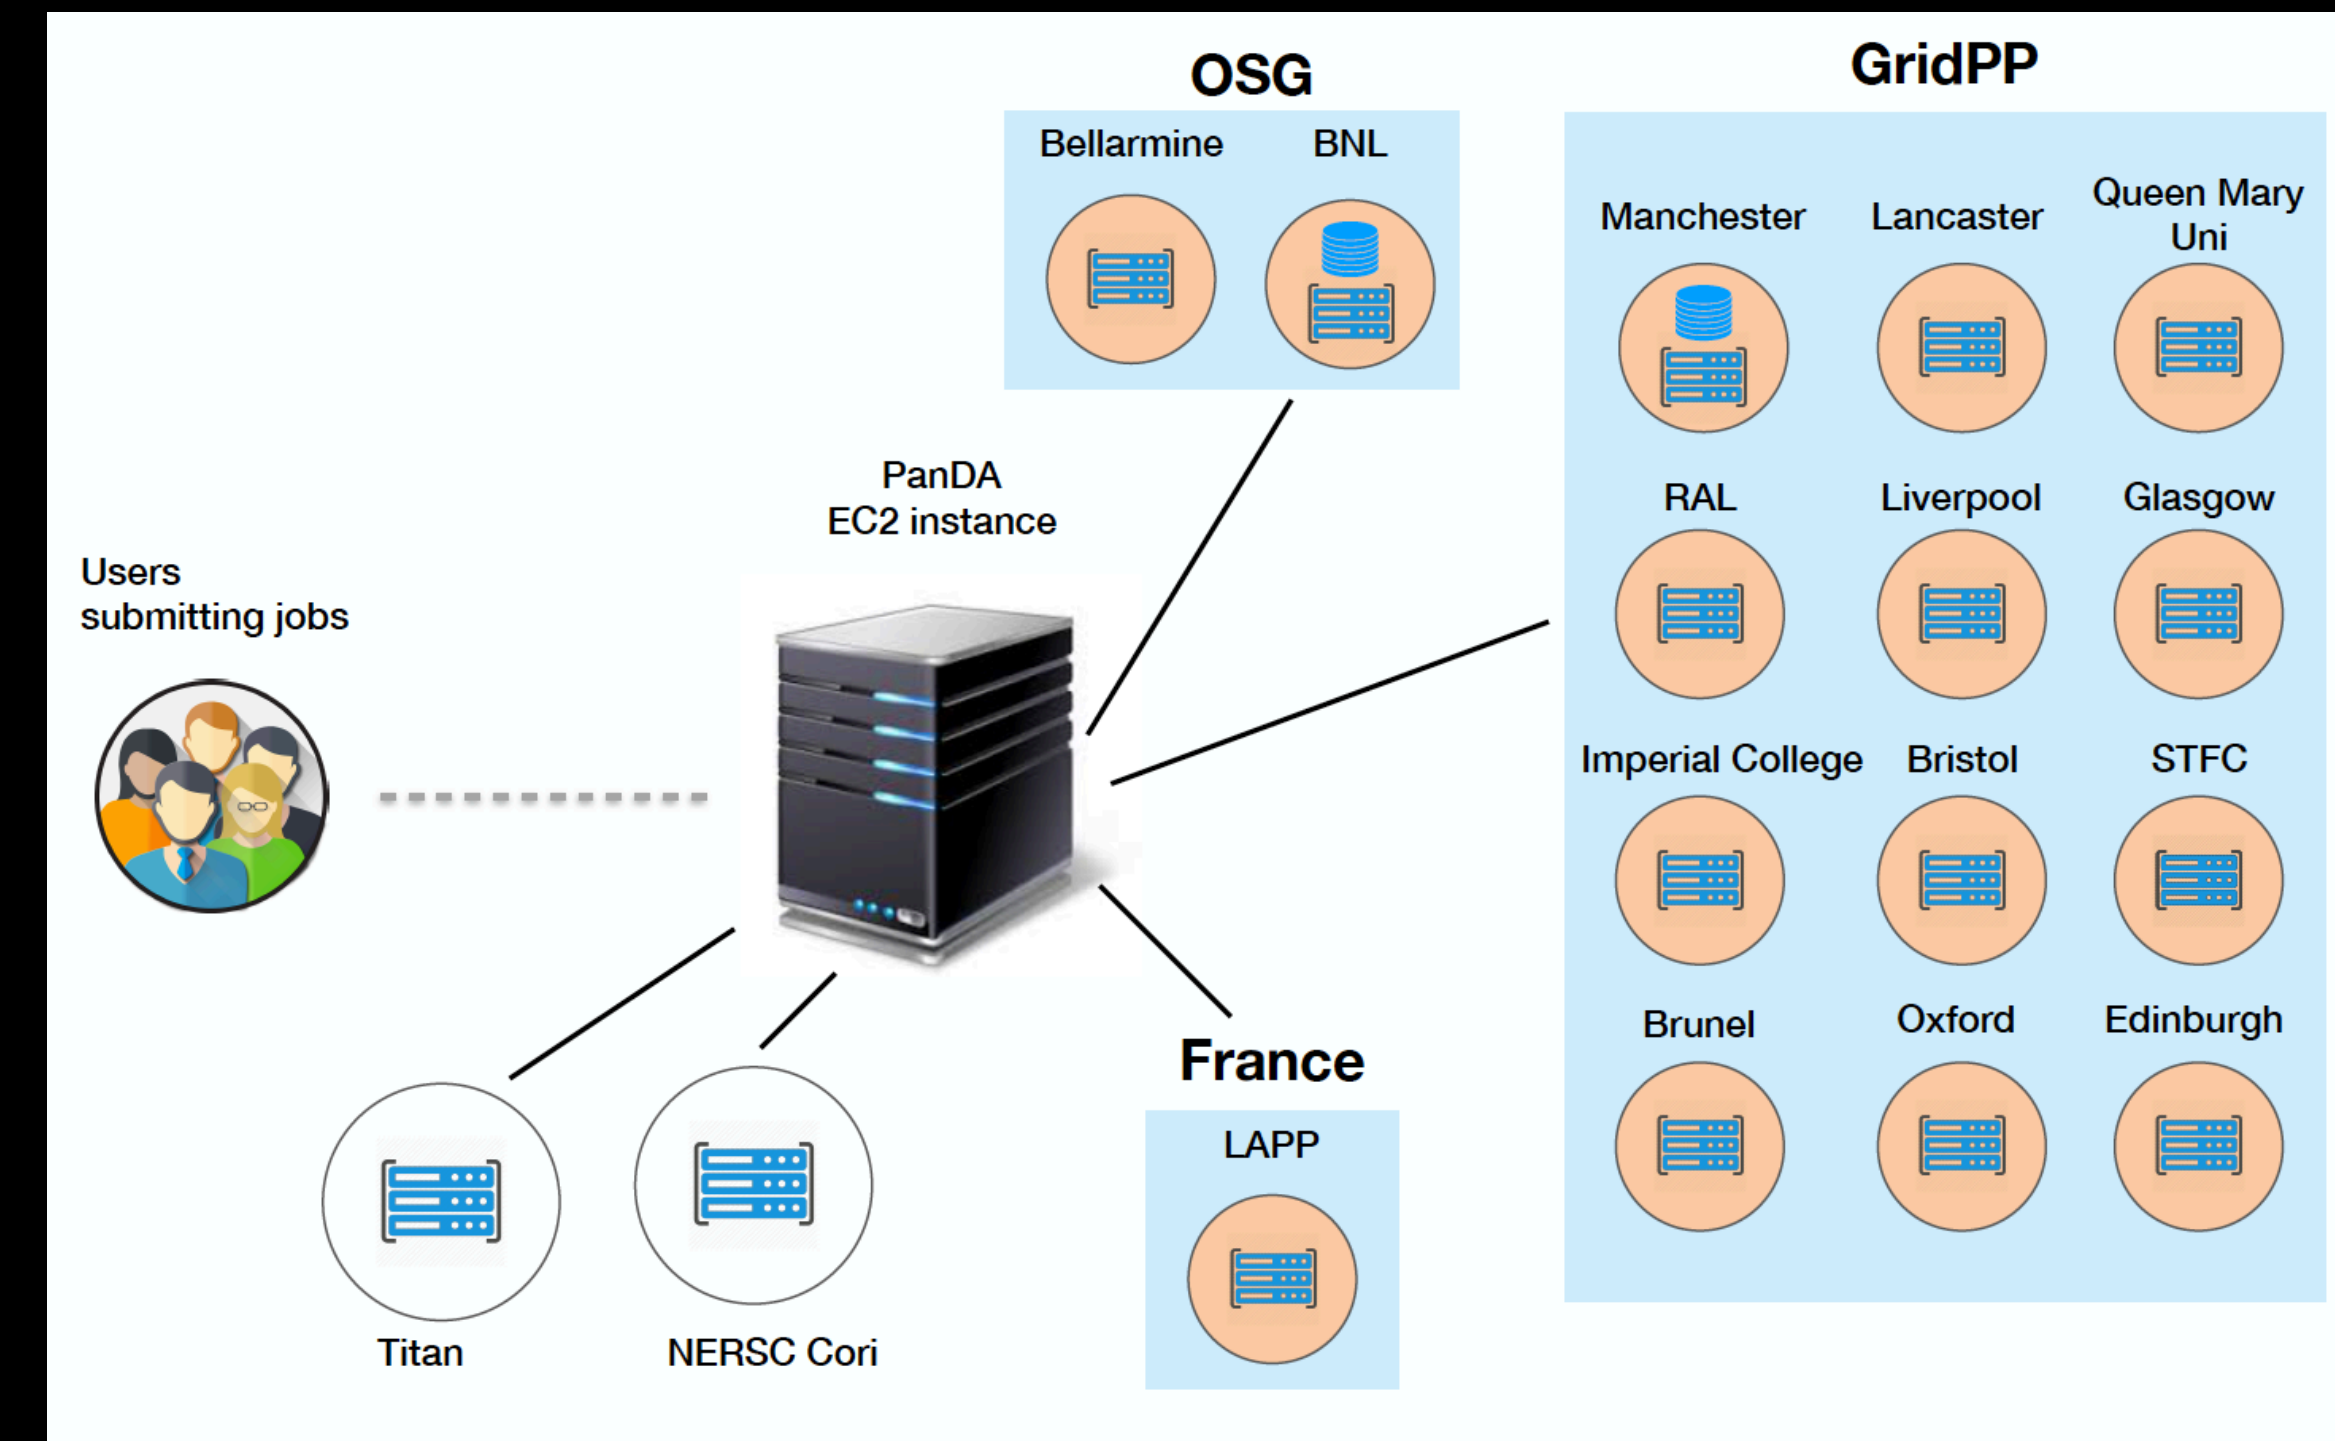 OSG
Bellarmine
BNL
GridPP
Manchester
Lancaster
Queen Mary
Uni
RAL
Liverpool
Glasgow
Imperial College
Bristol
STFC
Brunel
Oxford
Edinburgh
PanDA
EC2 instance
Users
submitting jobs
France
LAPP
Titan
NERSC Cori